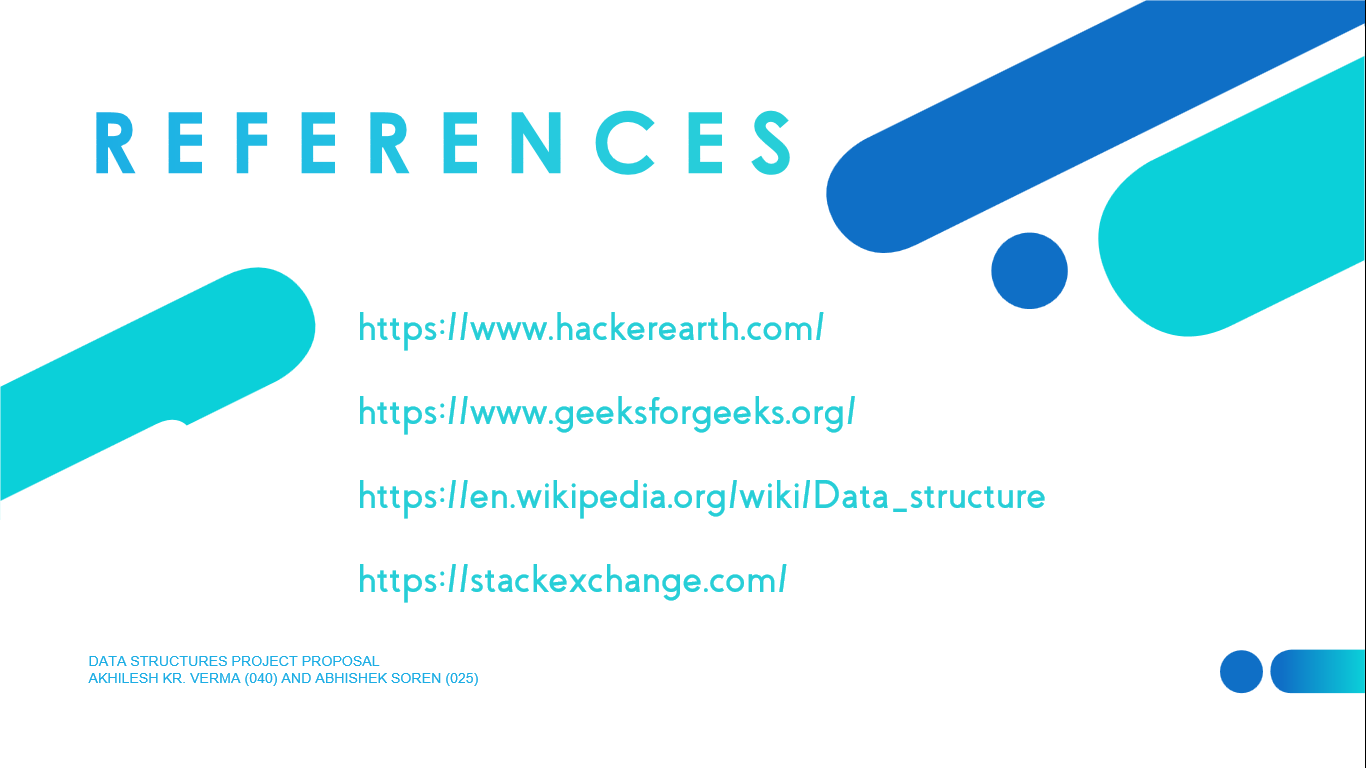 REFERENCES
https://www.hackerearth.com/
https://www.geeksforgeeks.org/
https://en.wikipedia.org/wiki/Data_structure
https://stackexchange.com/
DATA STRUCTURES PROJECT PROPOSAL
AKHILESH KR. VERMA (040) AND ABHISHEK SOREN (025)